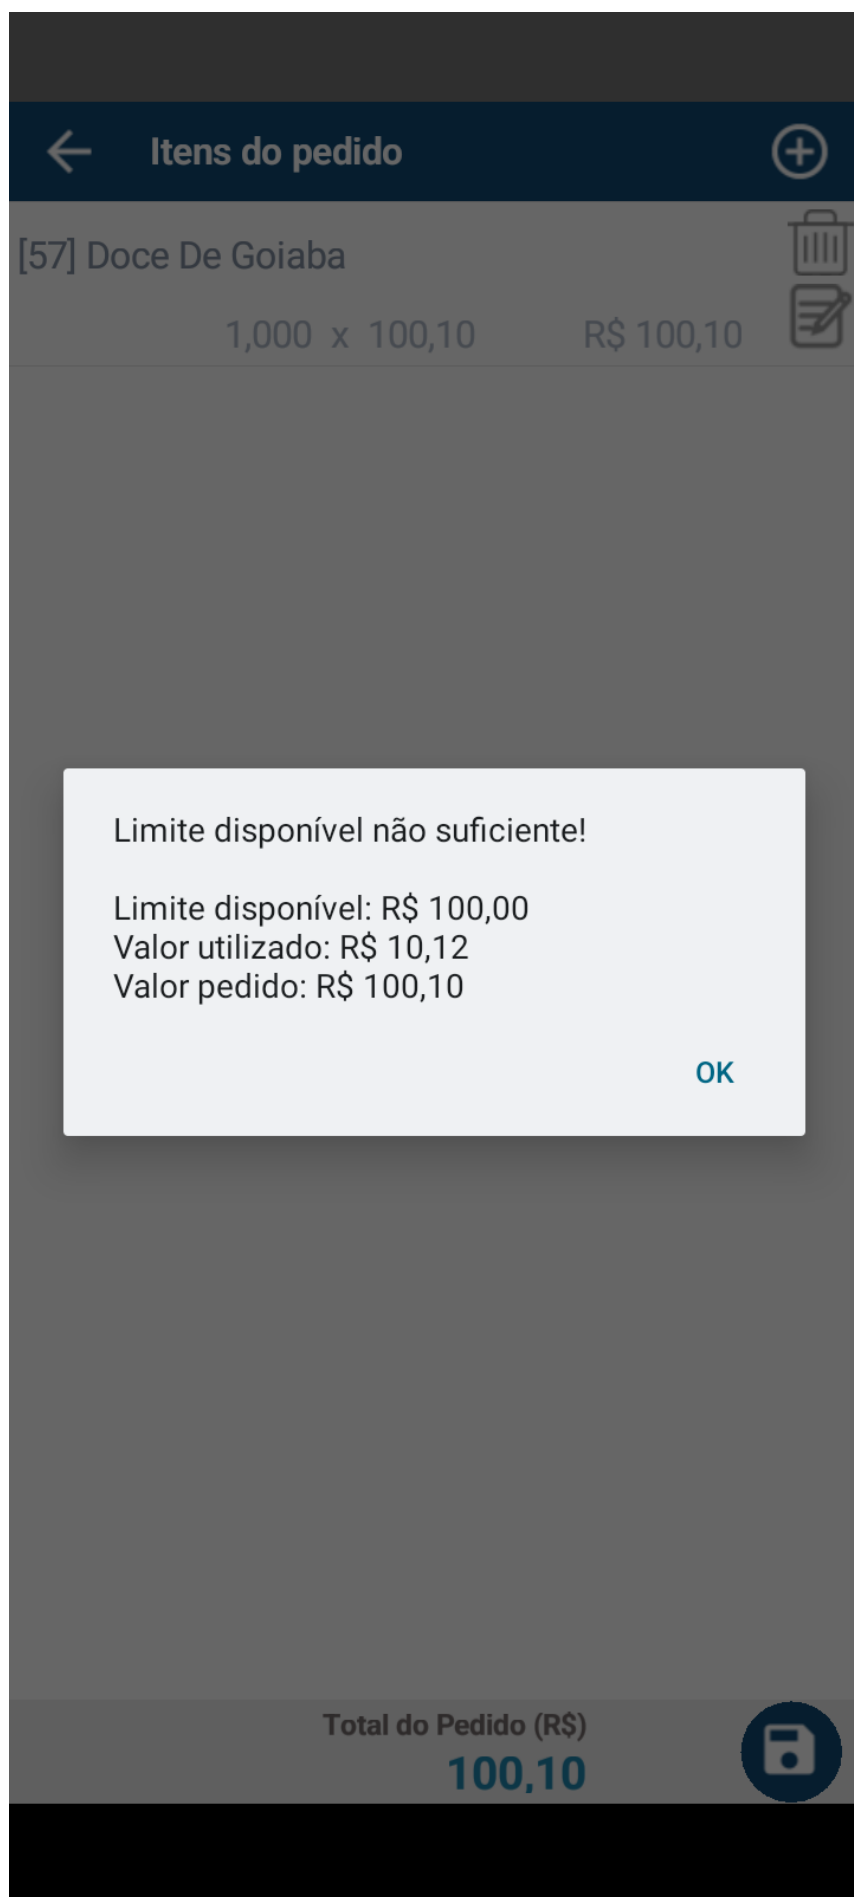 Itens do pedido
[57] Doce De Goiaba
1,000 x 100,10 R$ 100,10
Limite disponível não suficiente!
Limite disponível: R$ 100,00
Valor utilizado: R$ 10,12
Valor pedido: R$ 100,10
OK
Total do Pedido (R$)
100,10